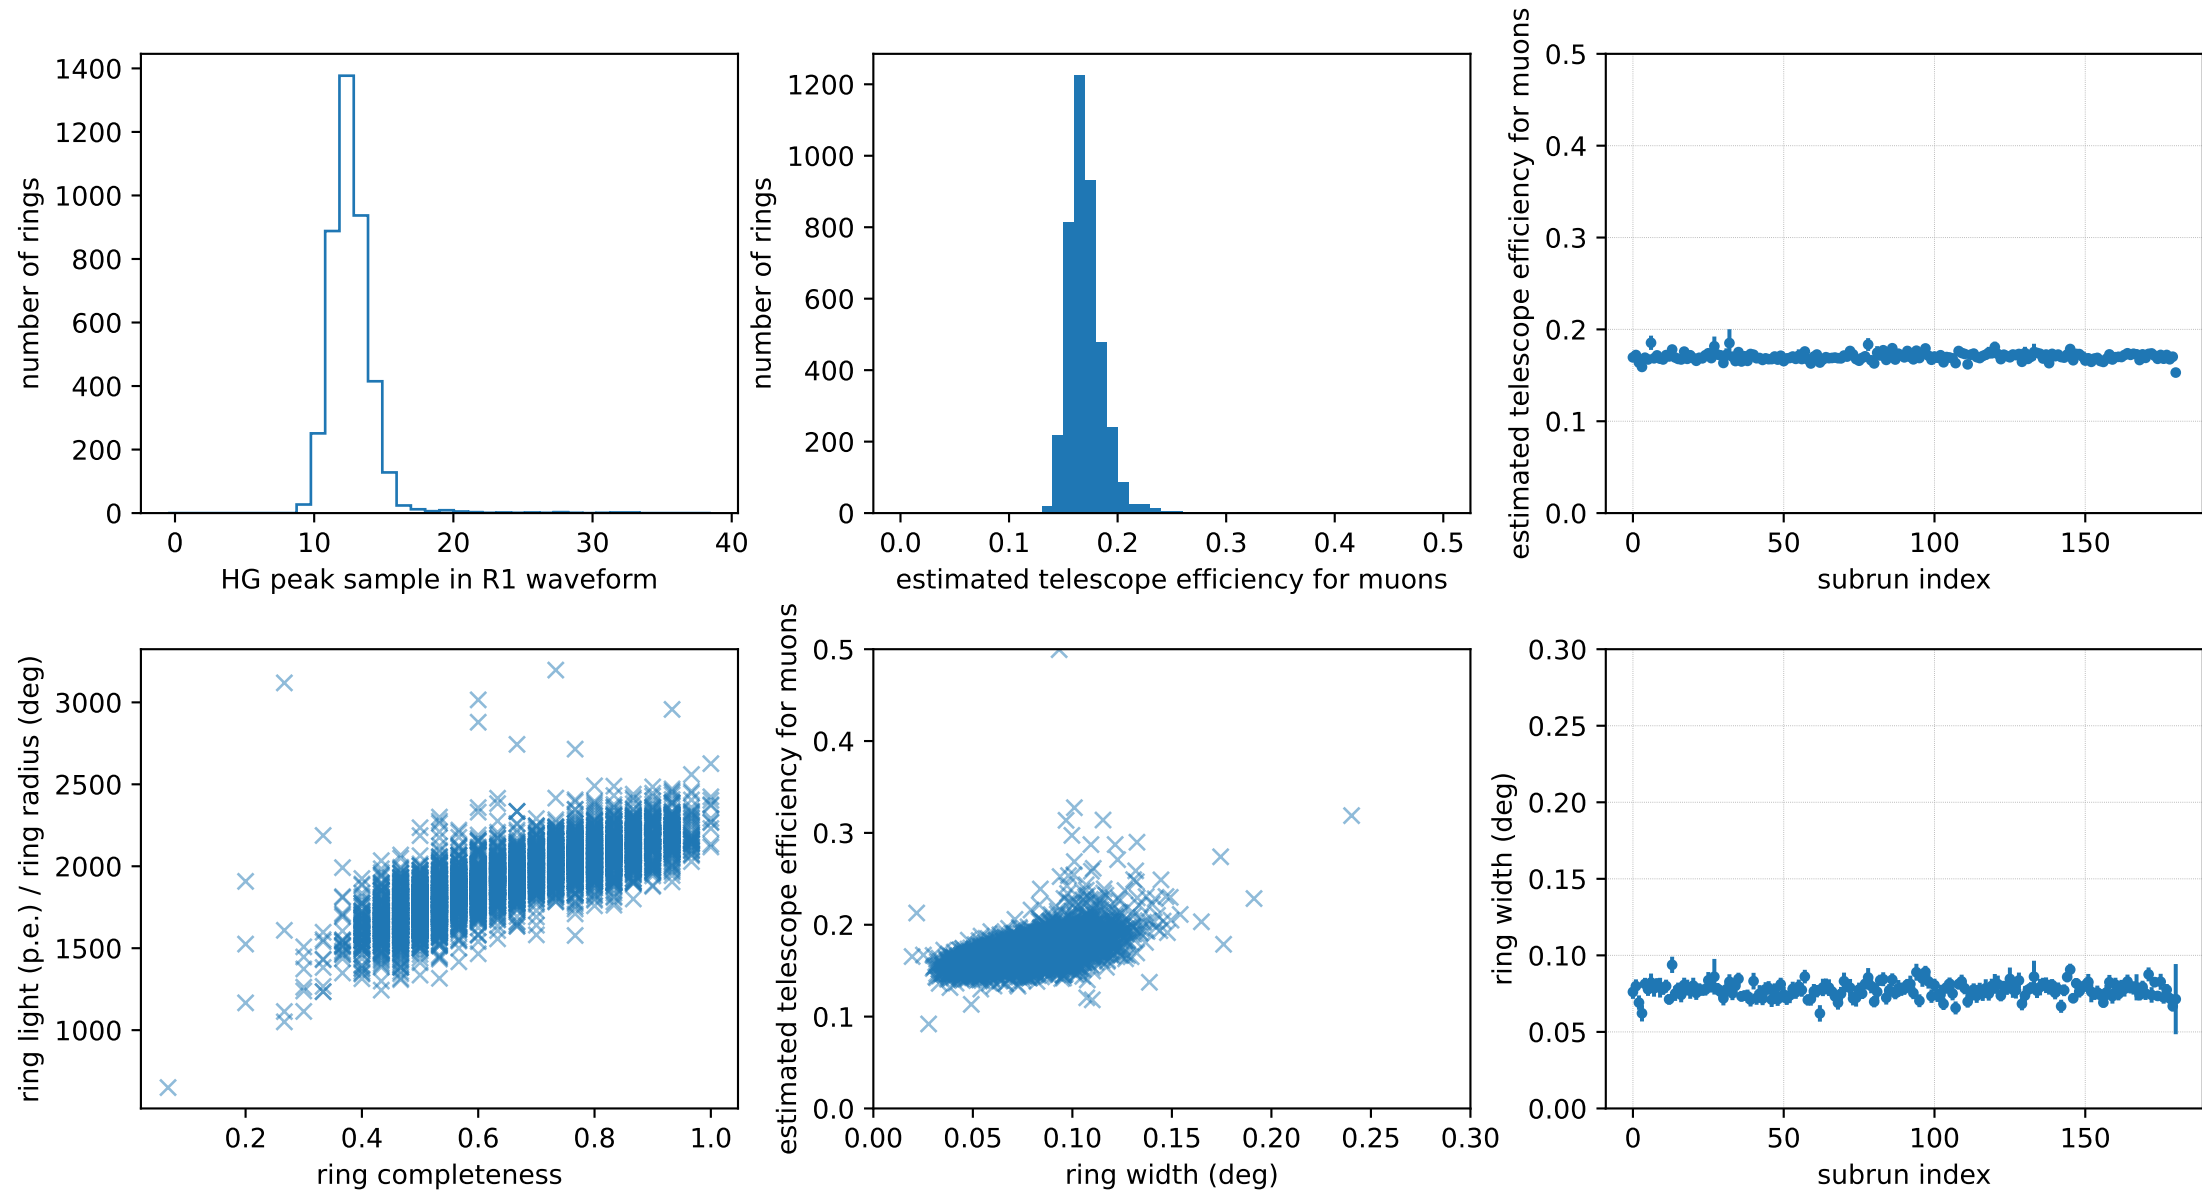 1400
1200
1000
800
600
400
200
0
number of rings
0 10 20 30 40
HG peak sample in R1 waveform
1200
1000
800
600
400
200
0
number of rings
0.0 0.1 0.2 0.3 0.4 0.5
estimated telescope efficiency for muons
0.5
0.4
0.3
0.2
0.1
0.0
estimated telescope efficiency for muons
0 50 100 150
subrun index
3000
2500
2000
1500
1000
ring light (p.e.) / ring radius (deg)
0.2 0.4 0.6 0.8 1.0
ring completeness
0.5
0.4
0.3
0.2
0.1
0.0
estimated telescope efficiency for muons
0.00 0.05 0.10 0.15 0.20 0.25 0.30
ring width (deg)
0.30
0.25
0.20
0.15
0.10
0.05
0.00
ring width (deg)
0 50 100 150
subrun index